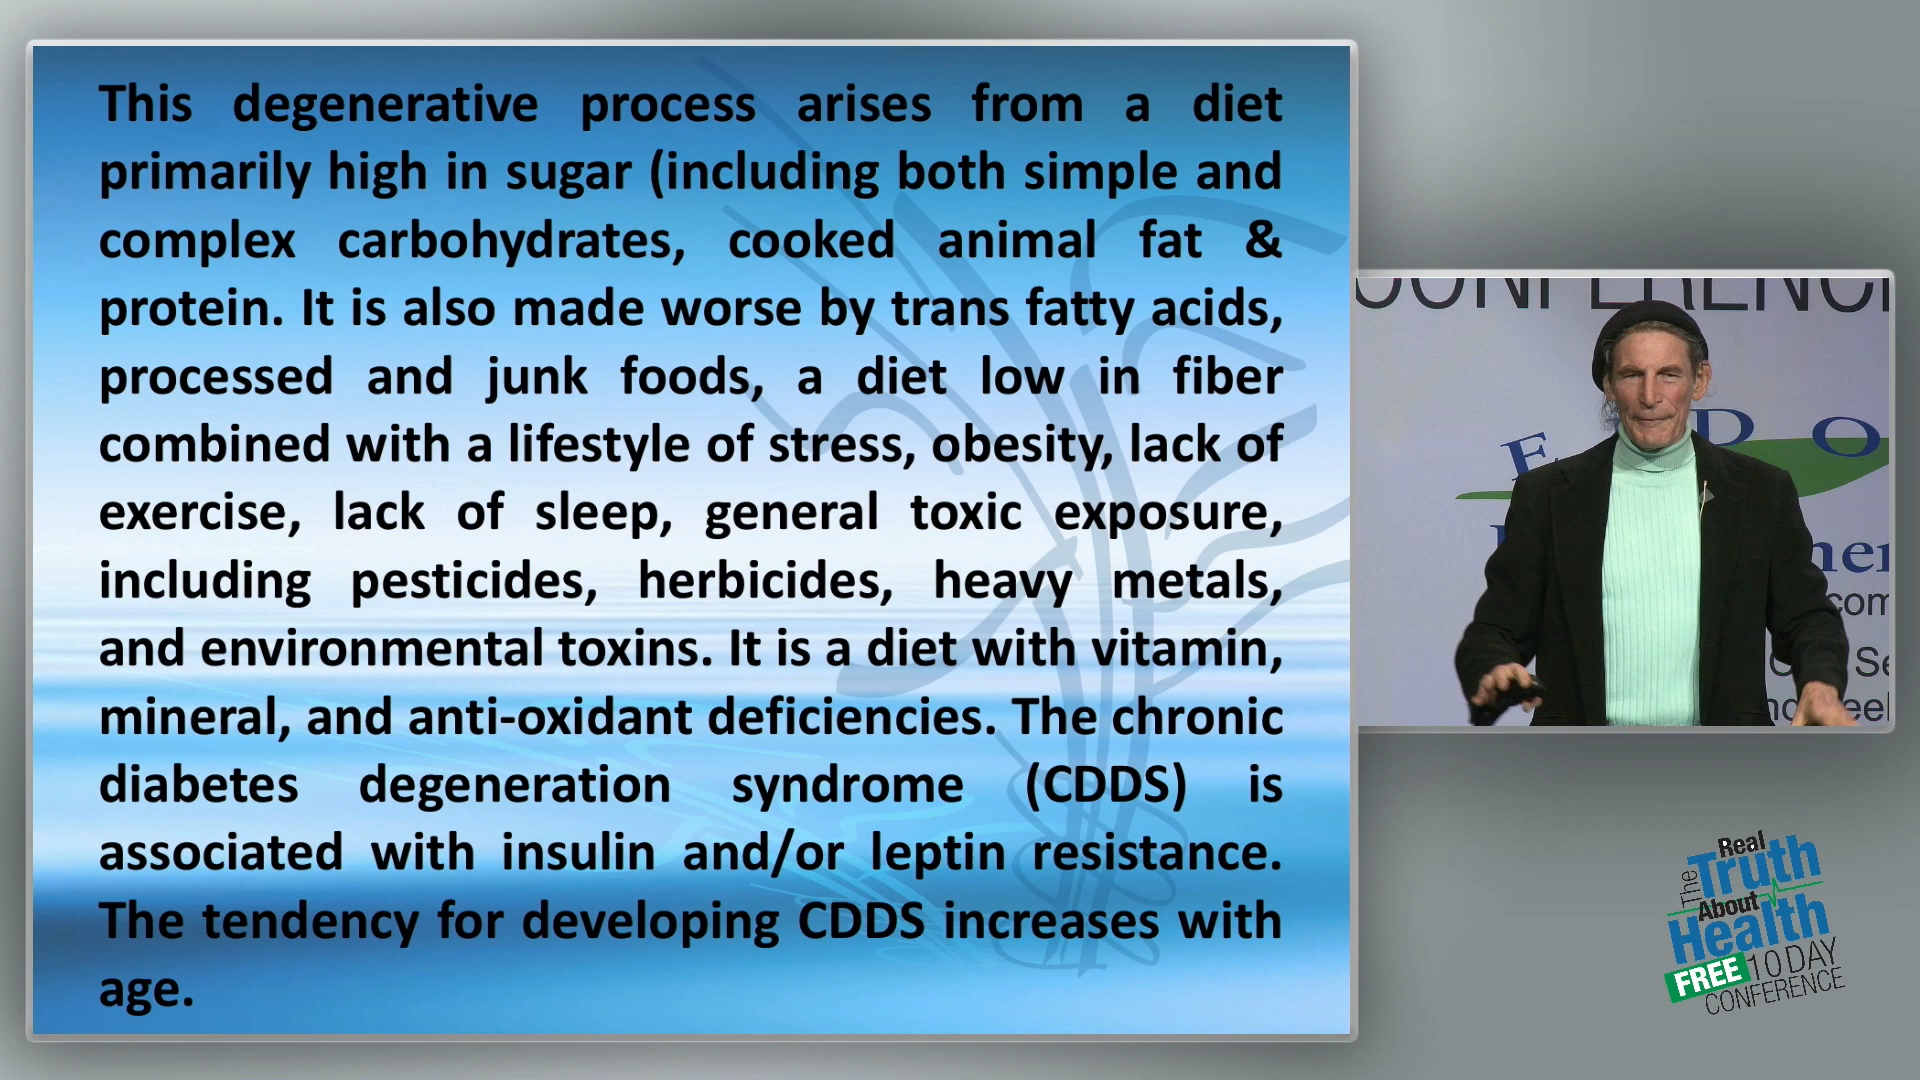 This degenerative process arises from a diet
primarily high in sugar (including both simple and
complex carbohydrates, cooked animal fat &
protein. It is also made worse by trans fatty acids,
processed and junk foods, a diet low in fiber
combined with a lifestyle of stress, obesity, lack of
exercise, lack of sleep, general toxic exposure,
including pesticides, herbicides, heavy metals,
and environmental toxins. It is a diet with vitamin,
mineral, and anti-oxidant deficiencies. The chronic
diabetes degeneration syndrome (CDDS) is
associated with insulin and/or leptin resistance.
The tendency for developing CDDS increases with
age.
CONFERENC
The Real
Truth
About
Health
FREE 10 DAY
CONFERENCE